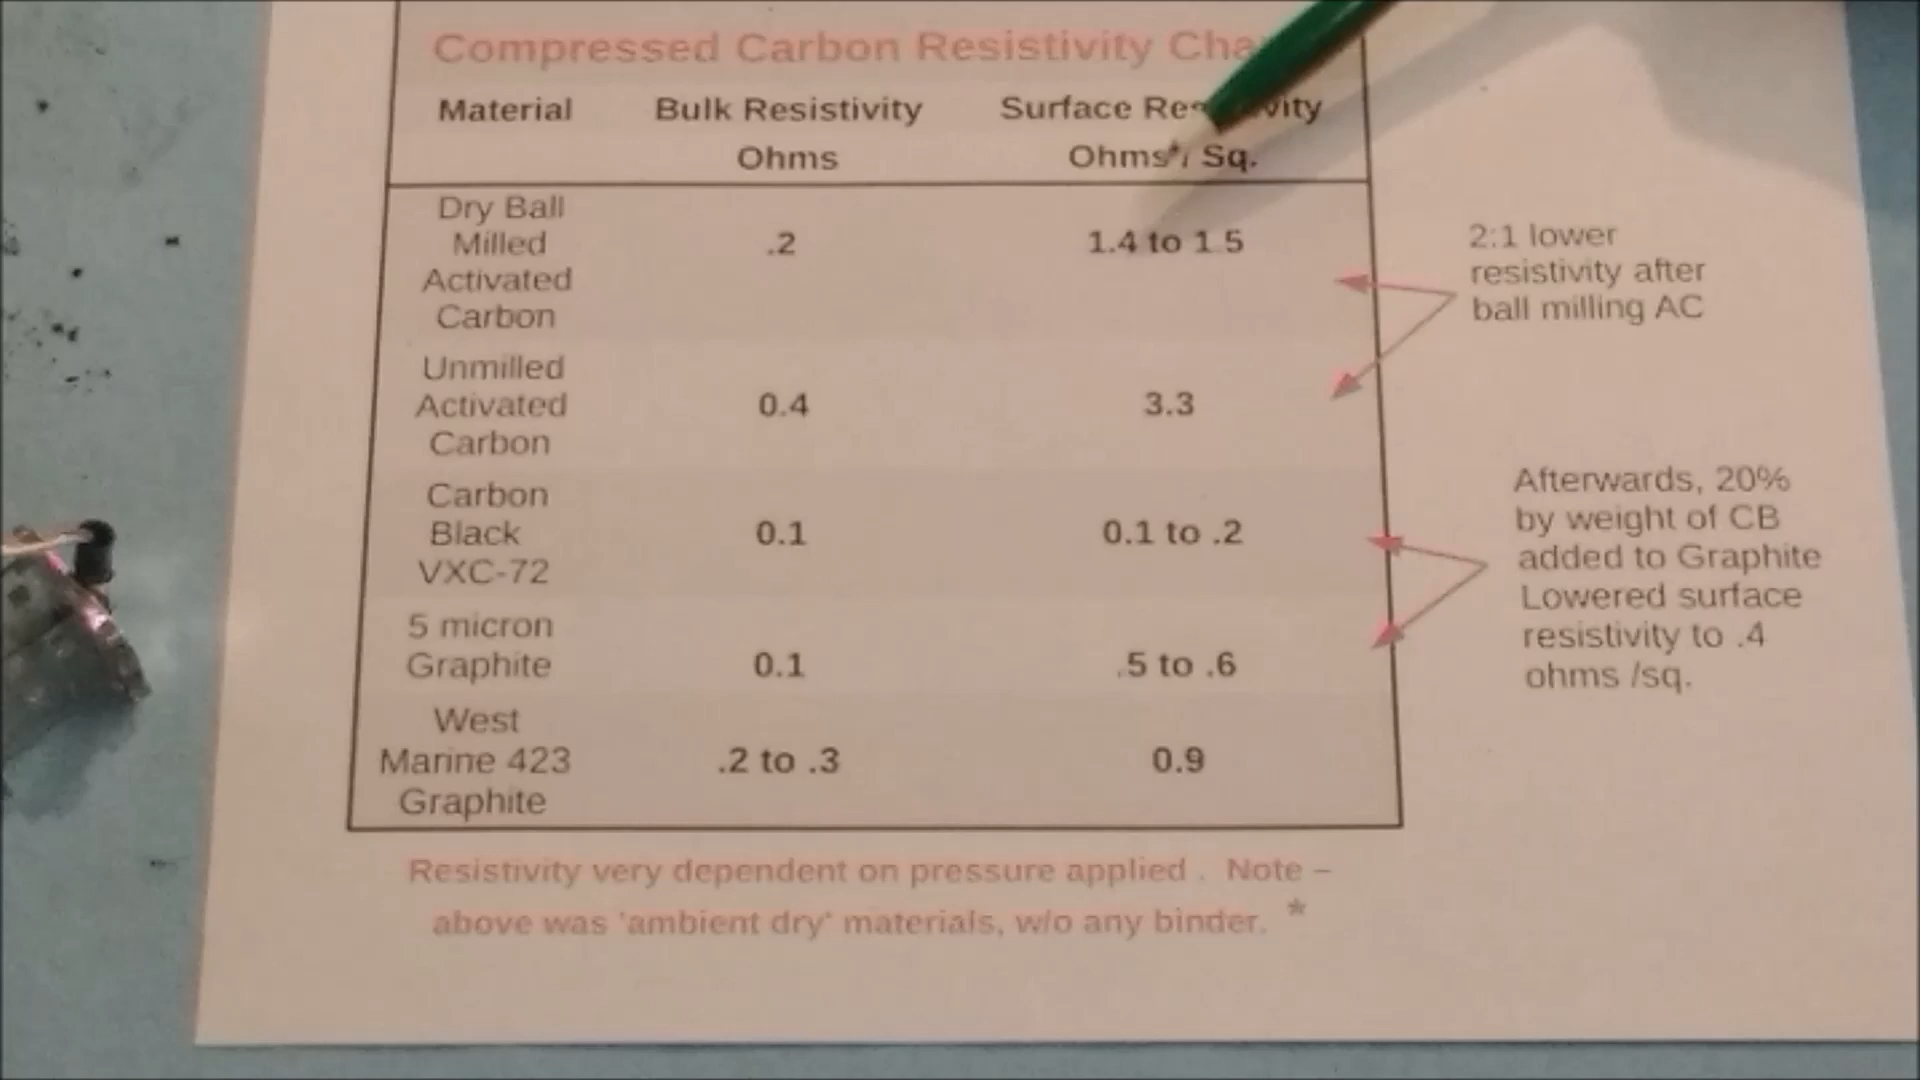 Compressed Carbon Resistivity
Material Bulk Resistivity Surface
Ohms Ohms*/ Sq.
Dry Ball
Milled .2 1.4 to 1.5
Activated
Carbon
2:1 lower
resistivity after
ball milling AC
Unmilled
Activated 0.4 3.3
Carbon
Carbon
Black 0.1 0.1 to .2
VXC-72
5 micron
Graphite 0.1 .5 to .6
Afterwards, 20%
by weight of CB
added to Graphite
Lowered surface
resistivity to .4
ohms /sq.
West
Marine 423 .2 to .3 0.9
Graphite
Resistivity very dependent on pressure applied . Note –
above was 'ambient dry' materials, w/o any binder. *